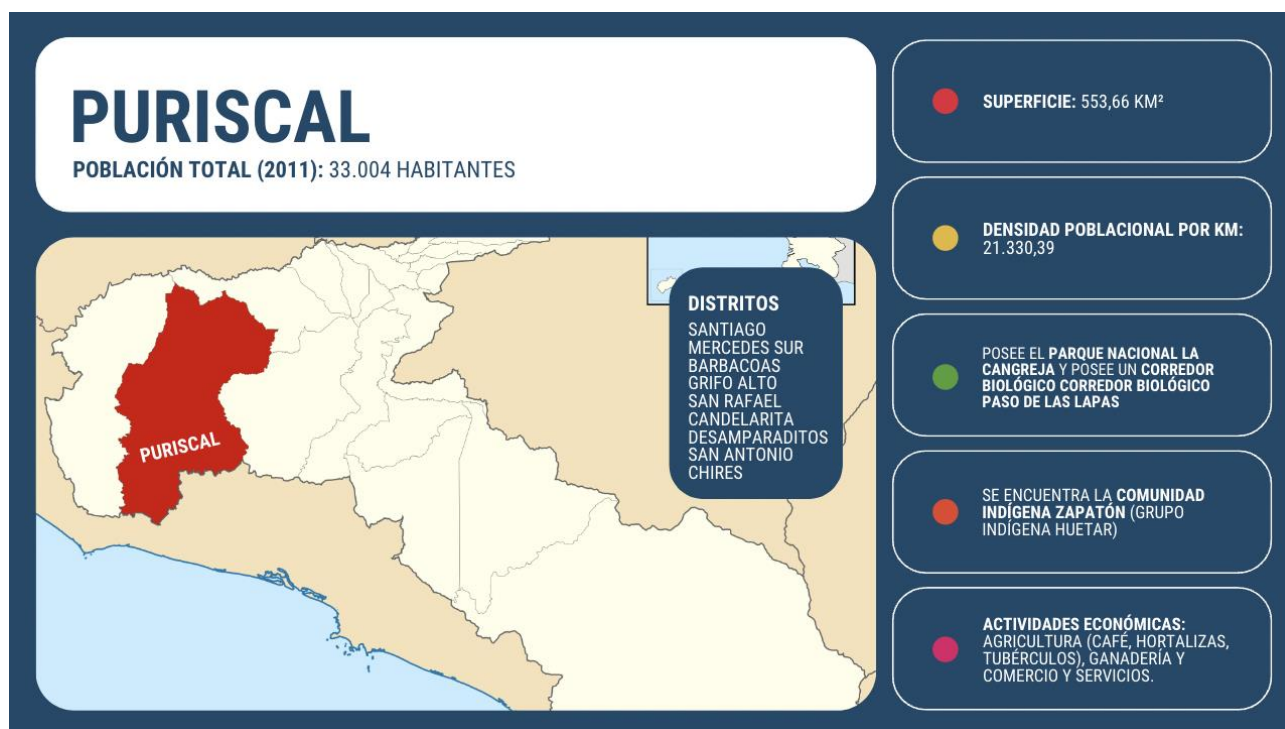 PURISCAL
POBLACIÓN TOTAL (2011): 33.004 HABITANTES
PURISCAL
DISTRITOS
SANTIAGO
MERCEDES SUR
BARBACOAS
GRIFO ALTO
SAN RAFAEL
CANDELARITA
DESAMPARADITOS
SAN ANTONIO
CHIRES
SUPERFICIE: 553,66 KM²
DENSIDAD POBLACIONAL POR KM:
21.330,39
POSEE EL PARQUE NACIONAL LA
CANGREJA Y POSEE UN CORREDOR
BIOLÓGICO CORREDOR BIOLÓGICO
PASO DE LAS LAPAS
SE ENCUENTRA LA COMUNIDAD
INDÍGENA ZAPATÓN (GRUPO
INDÍGENA HUETAR)
ACTIVIDADES ECONÓMICAS:
AGRICULTURA (CAFÉ, HORTALIZAS,
TUBÉRCULOS), GANADERÍA Y
COMERCIO Y SERVICIOS.